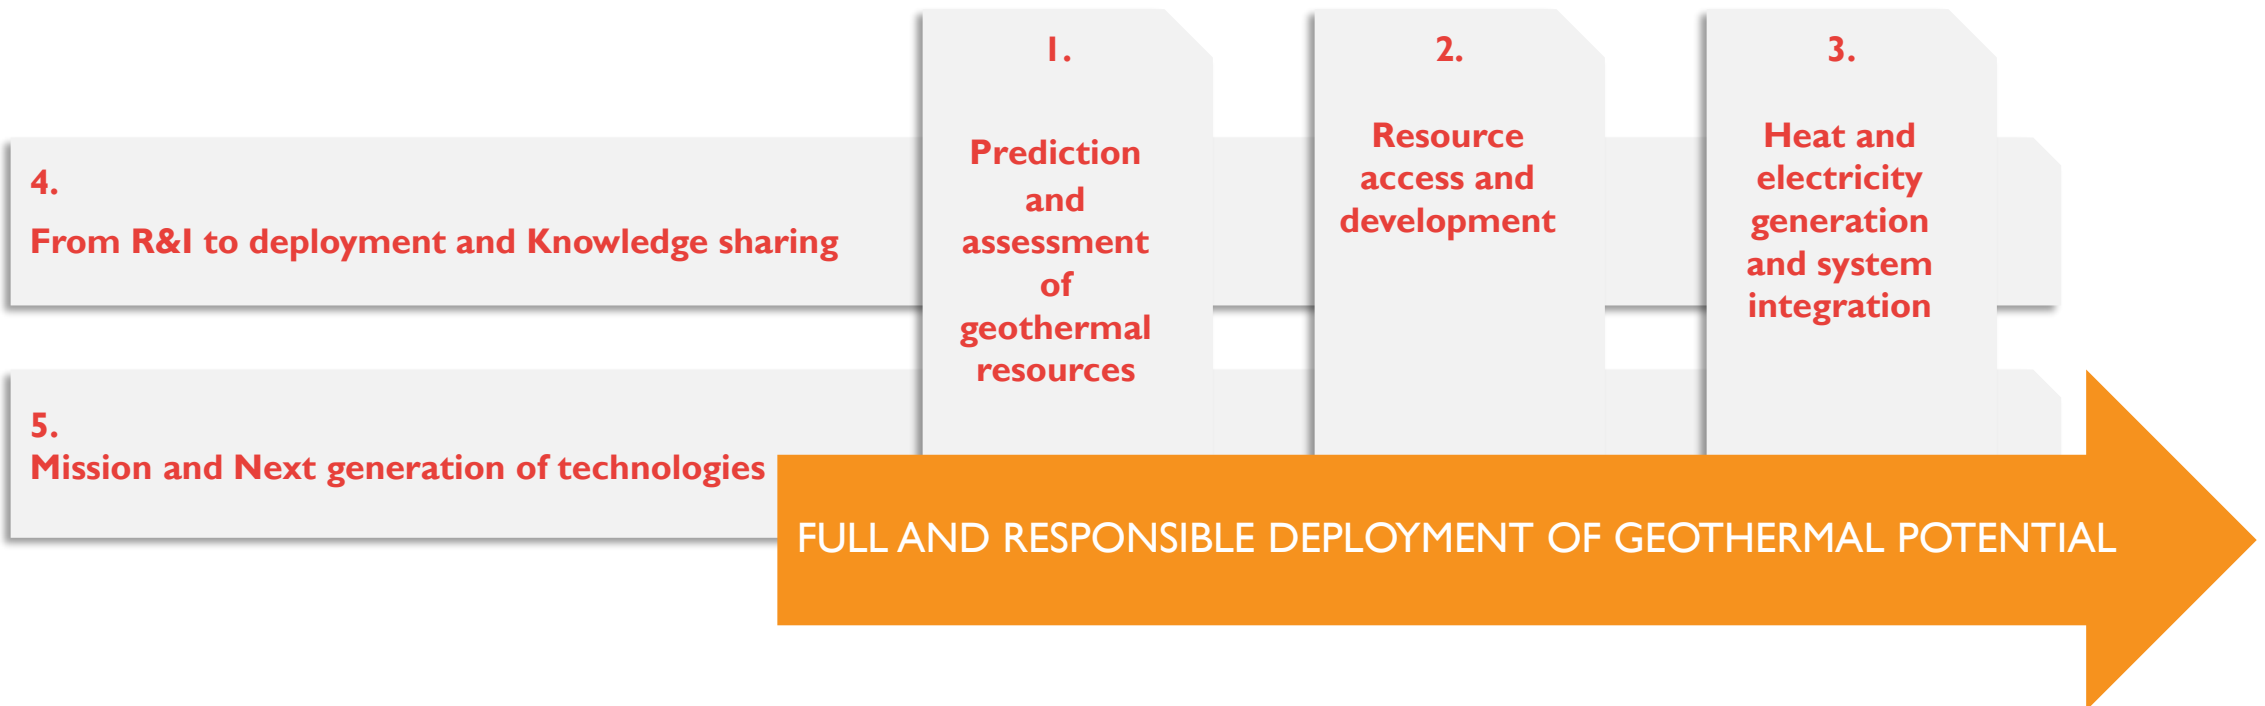 1.
Prediction
and
assessment
of
geothermal
resources
2.
Resource
access and
development
3.
Heat and
electricity
generation
and system
integration
4.
From R&I to deployment and Knowledge sharing
5.
Mission and Next generation of technologies
FULL AND RESPONSIBLE DEPLOYMENT OF GEOTHERMAL POTENTIAL